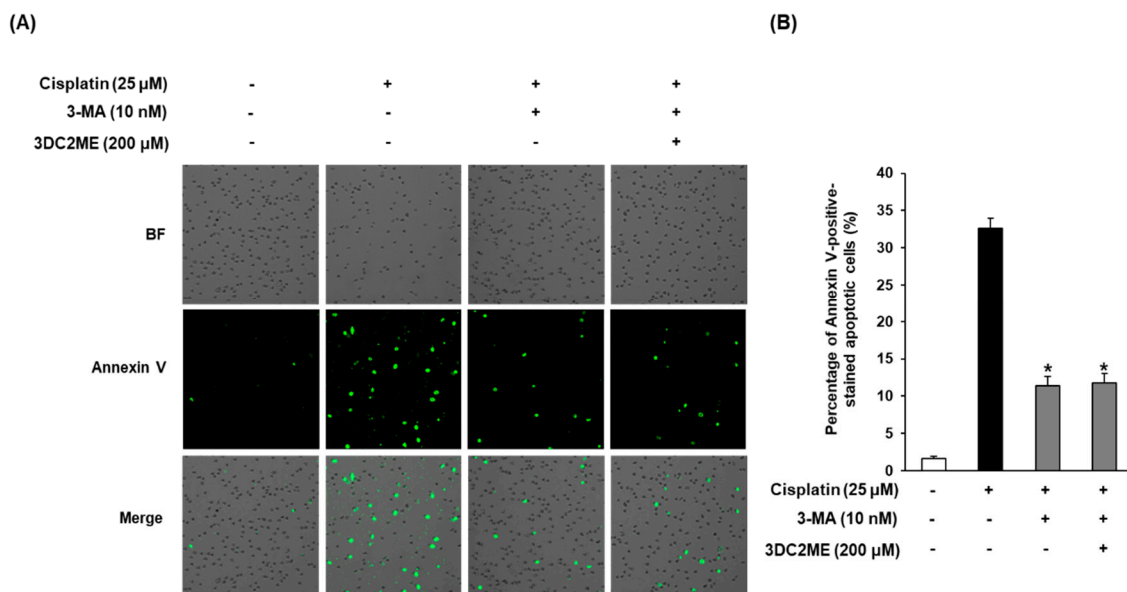 (A)
Cisplatin (25 µM) - + + +
3-MA (10 nM) - - + +
3DC2ME (200 µM) - - - +
BF
Annexin V
Merge
(B)
Percentage of Annexin V-positive-
stained apoptotic cells (%)
40
35
30
25
20
15
10
5
0
* *
Cisplatin (25 µM) - + + +
3-MA (10 nM) - - + +
3DC2ME (200 µM) - - - +